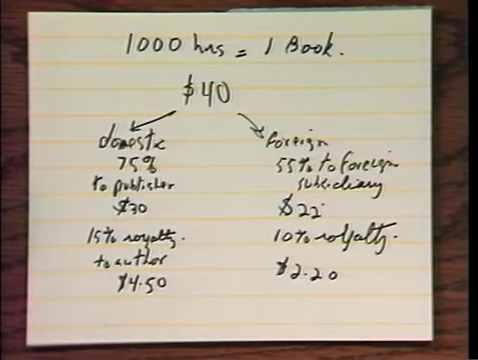 1000 hrs = 1 Book.
$40
domestic
75%
to publisher
$30
15% royalty.
to author
$4.50
foreign
55% to foreign
subsidiary
$22
10% royalty.
$2.20